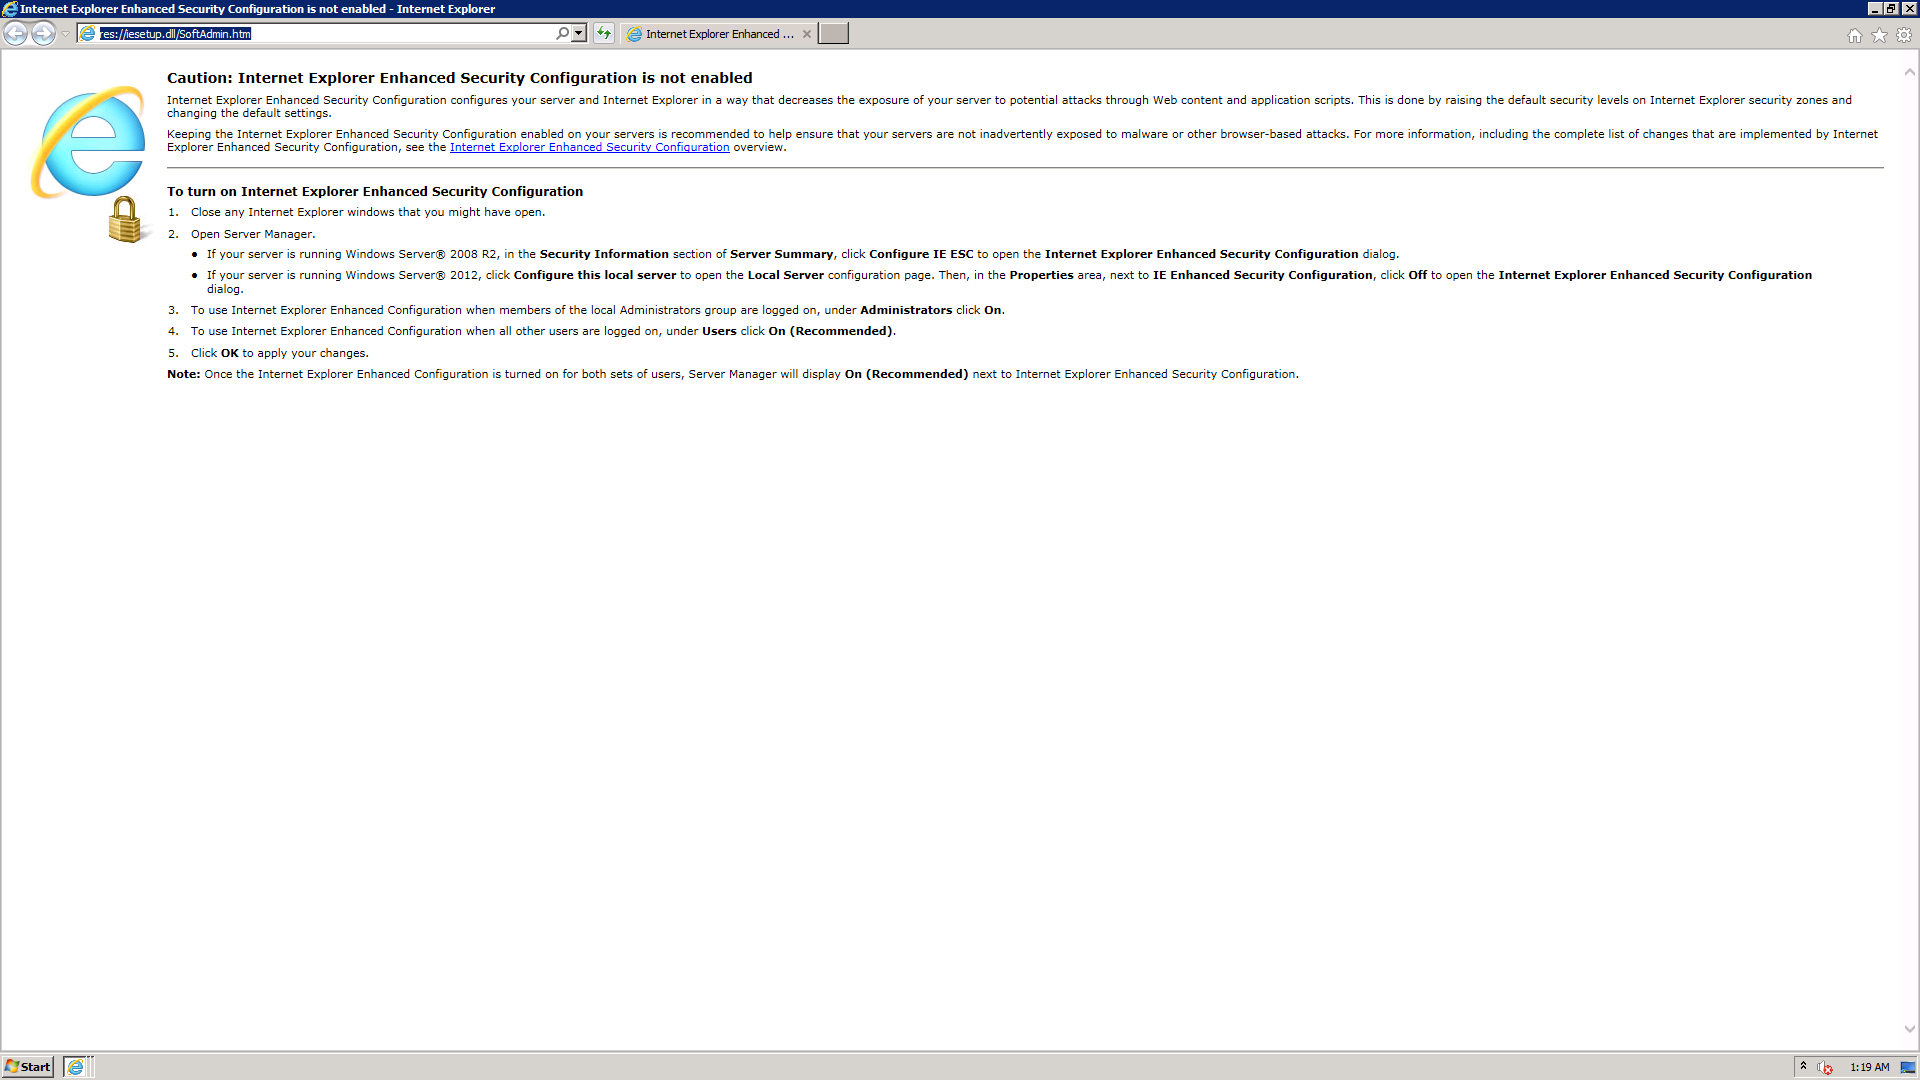 Internet Explorer Enhanced Security Configuration is not enabled - Internet Explorer
res://iesetup.dll/SoftAdmin.htm
Internet Explorer Enhanced ...
Caution: Internet Explorer Enhanced Security Configuration is not enabled
Internet Explorer Enhanced Security Configuration configures your server and Internet Explorer in a way that decreases the exposure of your server to potential attacks through Web content and application scripts. This is done by raising the default security levels on Internet Explorer security zones and
changing the default settings.
Keeping the Internet Explorer Enhanced Security Configuration enabled on your servers is recommended to help ensure that your servers are not inadvertently exposed to malware or other browser-based attacks. For more information, including the complete list of changes that are implemented by Internet
Explorer Enhanced Security Configuration, see the Internet Explorer Enhanced Security Configuration overview.
To turn on Internet Explorer Enhanced Security Configuration
1. Close any Internet Explorer windows that you might have open.
2. Open Server Manager.
• If your server is running Windows Server® 2008 R2, in the Security Information section of Server Summary, click Configure IE ESC to open the Internet Explorer Enhanced Security Configuration dialog.
• If your server is running Windows Server® 2012, click Configure this local server to open the Local Server configuration page. Then, in the Properties area, next to IE Enhanced Security Configuration, click Off to open the Internet Explorer Enhanced Security Configuration
dialog.
3. To use Internet Explorer Enhanced Configuration when members of the local Administrators group are logged on, under Administrators click On.
4. To use Internet Explorer Enhanced Configuration when all other users are logged on, under Users click On (Recommended).
5. Click OK to apply your changes.
Note: Once the Internet Explorer Enhanced Configuration is turned on for both sets of users, Server Manager will display On (Recommended) next to Internet Explorer Enhanced Security Configuration.
Start
1:19 AM